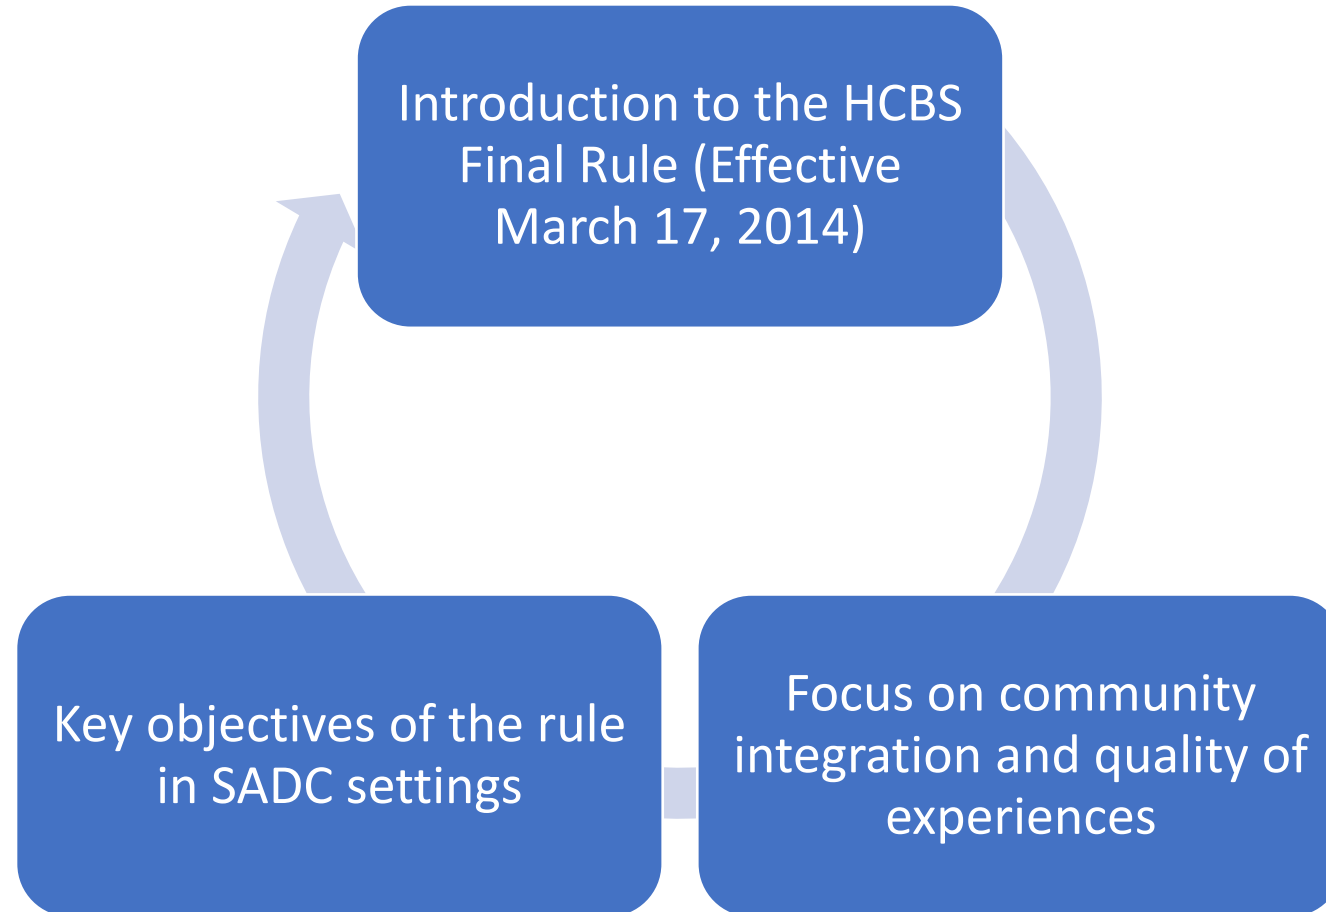 Introduction to the HCBS
Final Rule (Effective
March 17, 2014)
Key objectives of the rule
in SADC settings
Focus on community
integration and quality of
experiences